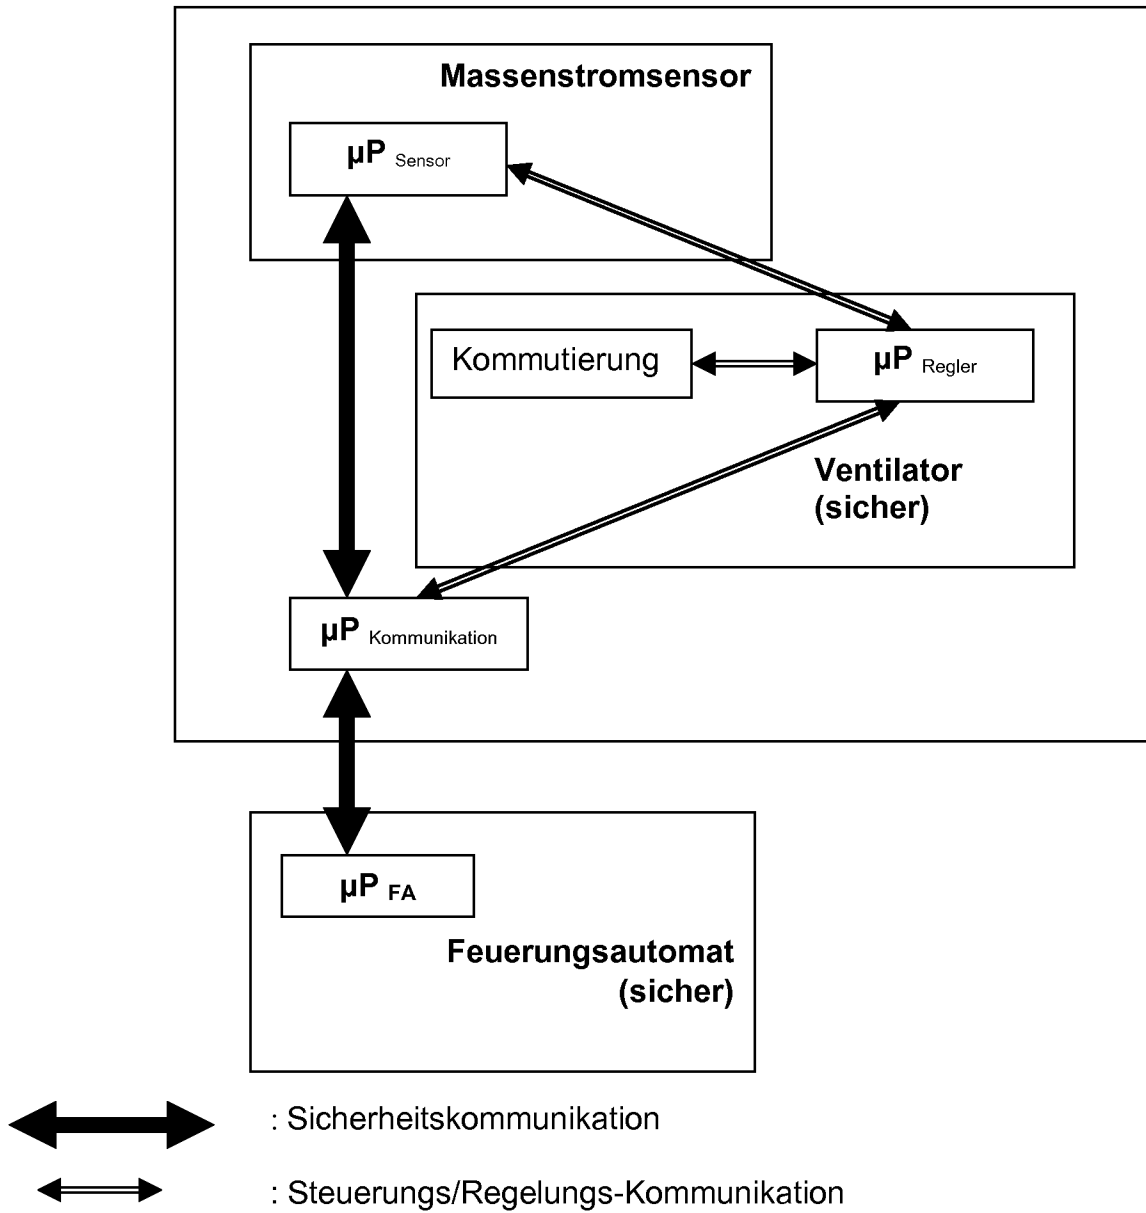 Massenstromsensor
µP Sensor
Kommutierung
µP Regler
Ventilator
(sicher)
µP Kommunikation
µP FA
Feuerungsautomat
(sicher)
: Sicherheitskommunikation
: Steuerungs/Regelungs-Kommunikation